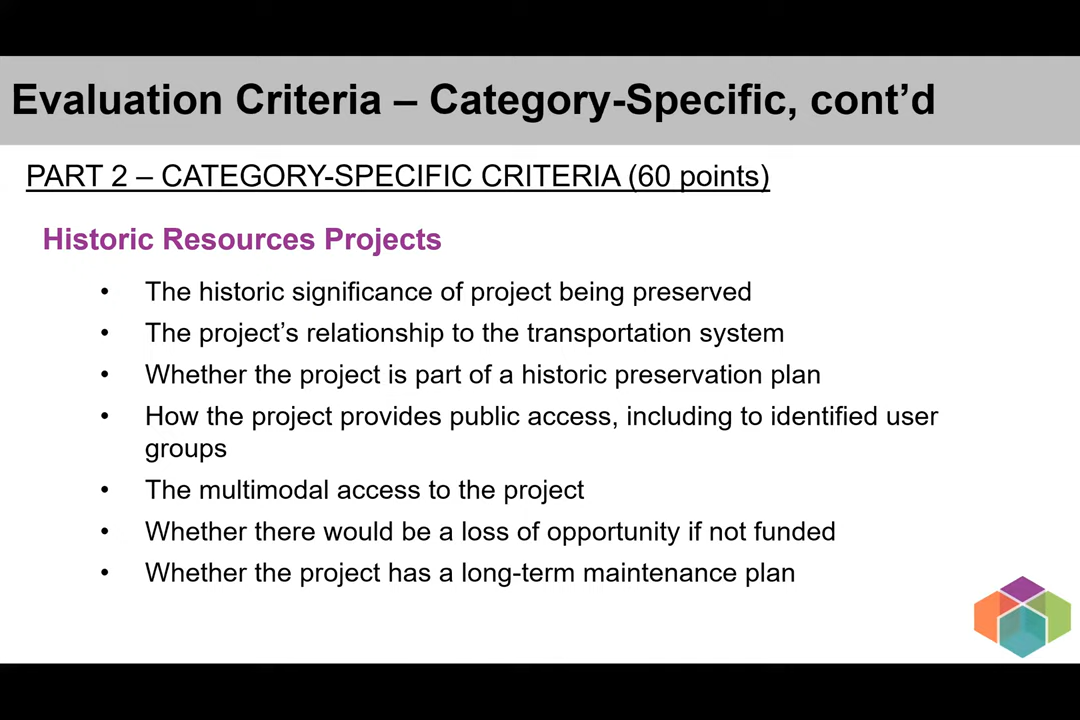 Evaluation Criteria – Category-Specific, cont’d
PART 2 – CATEGORY-SPECIFIC CRITERIA (60 points)
Historic Resources Projects
• The historic significance of project being preserved
• The project’s relationship to the transportation system
• Whether the project is part of a historic preservation plan
• How the project provides public access, including to identified user
groups
• The multimodal access to the project
• Whether there would be a loss of opportunity if not funded
• Whether the project has a long-term maintenance plan